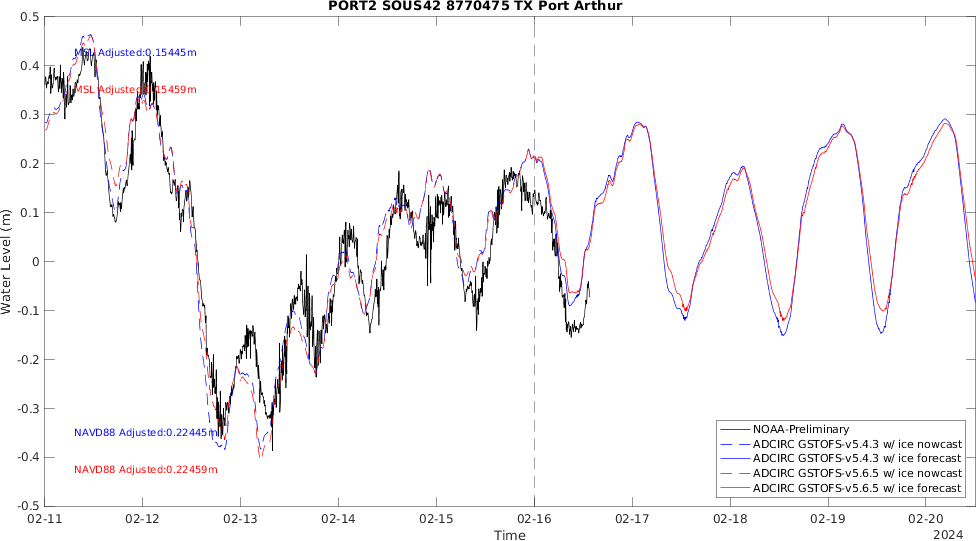 PORT2 SOUS42 8770475 TX Port Arthur
0.5
0.4
0.3
0.2
0.1
0
-0.1
-0.2
-0.3
-0.4
-0.5
Water Level (m)
MSL Adjusted:0.15445m
MSL Adjusted:0.15459m
NAVD88 Adjusted:0.22445m
NAVD88 Adjusted:0.22459m
NOAA-Preliminary
ADCIRC GSTOFS-v5.4.3 w/ ice nowcast
ADCIRC GSTOFS-v5.4.3 w/ ice forecast
ADCIRC GSTOFS-v5.6.5 w/ ice nowcast
ADCIRC GSTOFS-v5.6.5 w/ ice forecast
02-11 02-12 02-13 02-14 02-15 02-16 02-17 02-18 02-19 02-20
Time
2024